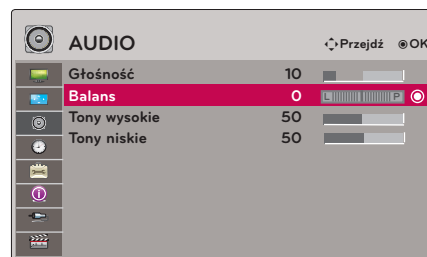 AUDIO Przejdź OK
Głośność 10
Balans 0 L P
Tony wysokie 50
Tony niskie 50